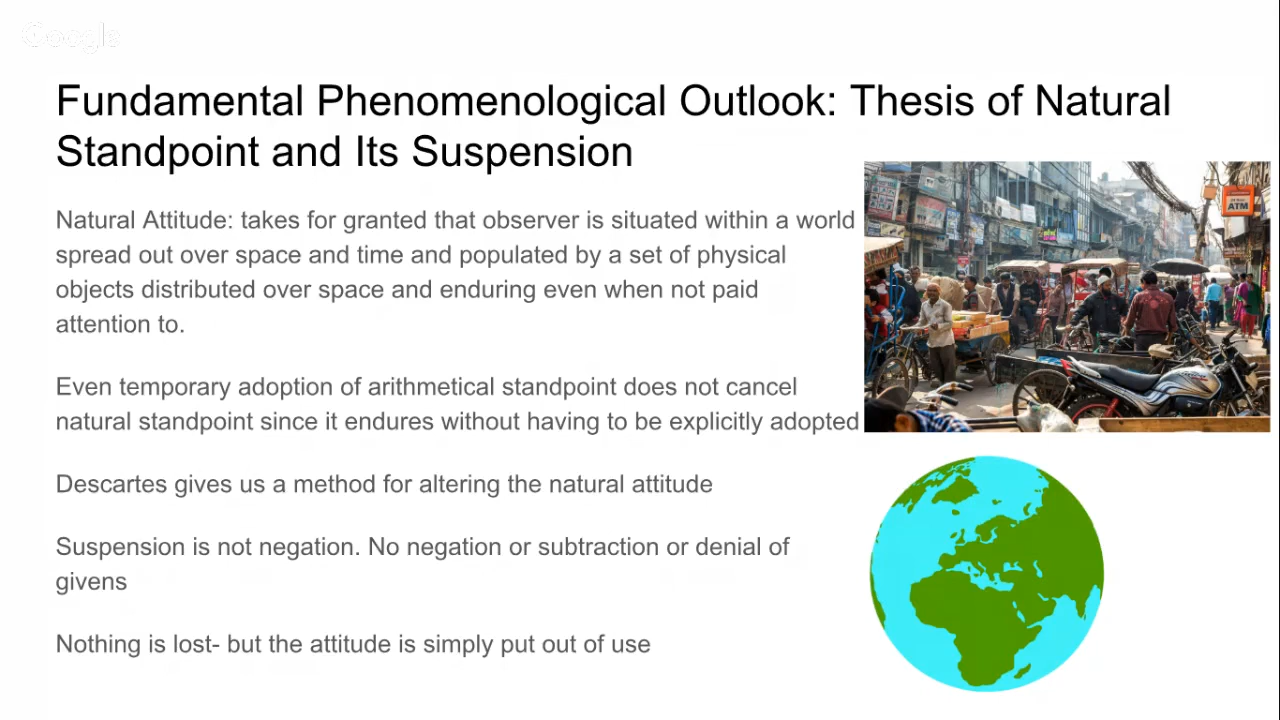 Google
Fundamental Phenomenological Outlook: Thesis of Natural
Standpoint and Its Suspension
Natural Attitude: takes for granted that observer is situated within a world
spread out over space and time and populated by a set of physical
objects distributed over space and enduring even when not paid
attention to.
Even temporary adoption of arithmetical standpoint does not cancel
natural standpoint since it endures without having to be explicitly adopted
Descartes gives us a method for altering the natural attitude
Suspension is not negation. No negation or subtraction or denial of
givens
Nothing is lost- but the attitude is simply put out of use
ATM